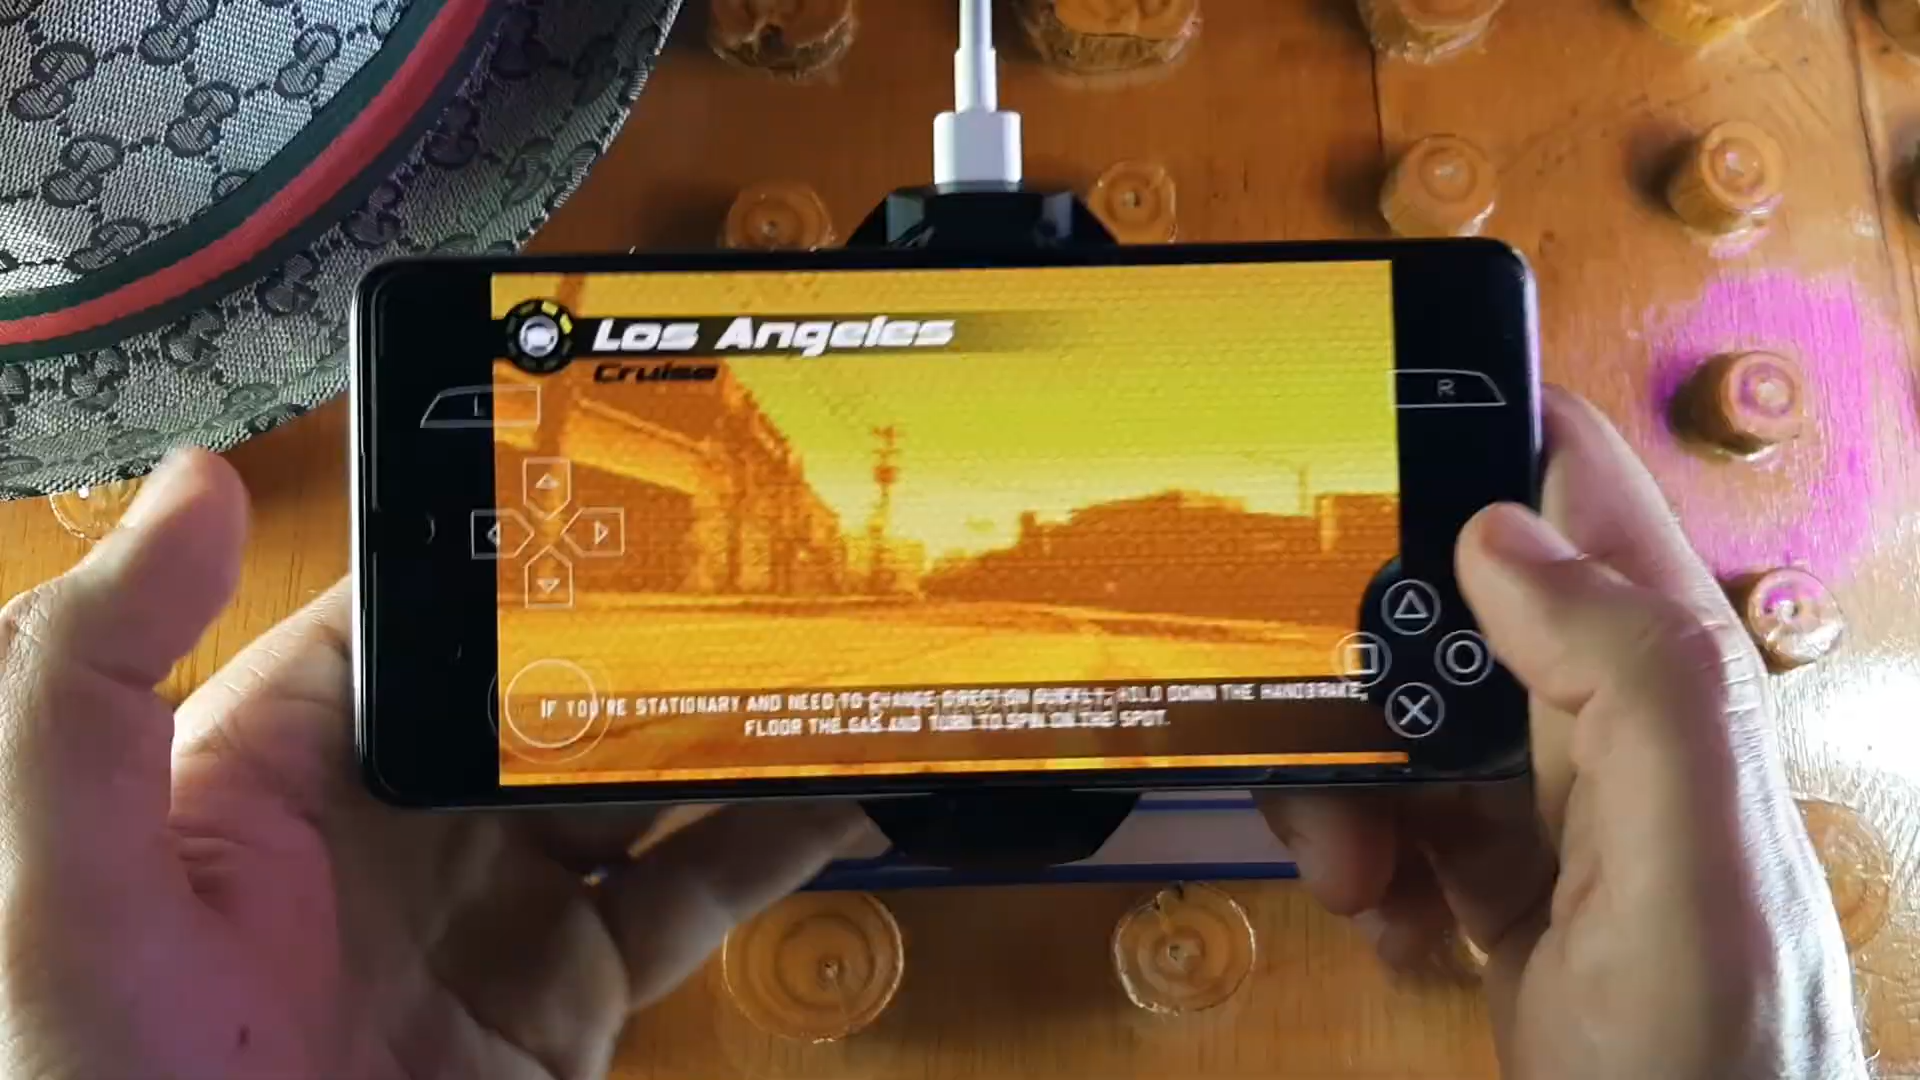 Los Angeles
Cruise
L
R
IF YOU'RE STATIONARY AND NEED TO CHANGE DIRECTION QUICKLY, HOLD DOWN THE HANDBRAKE,
FLOOR THE GAS AND TURN TO SPIN ON THE SPOT.